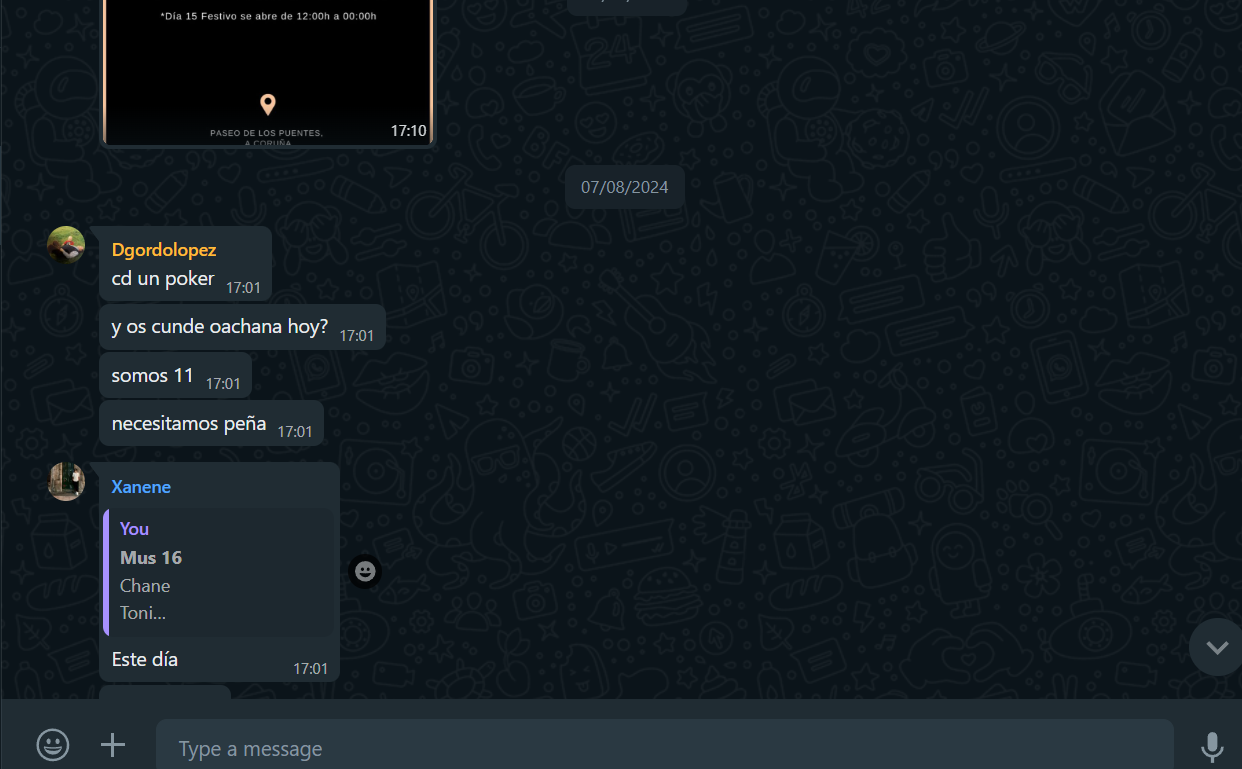 *Día 15 Festivo se abre de 12:00h a 00:00h
PASEO DE LOS PUENTES,
A CORUÑA
17:10
07/08/2024
Dgordolopez
cd un poker 17:01
y os cunde oachana hoy? 17:01
somos 11 17:01
necesitamos peña 17:01
Xanene
You
Mus 16
Chane
Toni...
Este día 17:01
Type a message